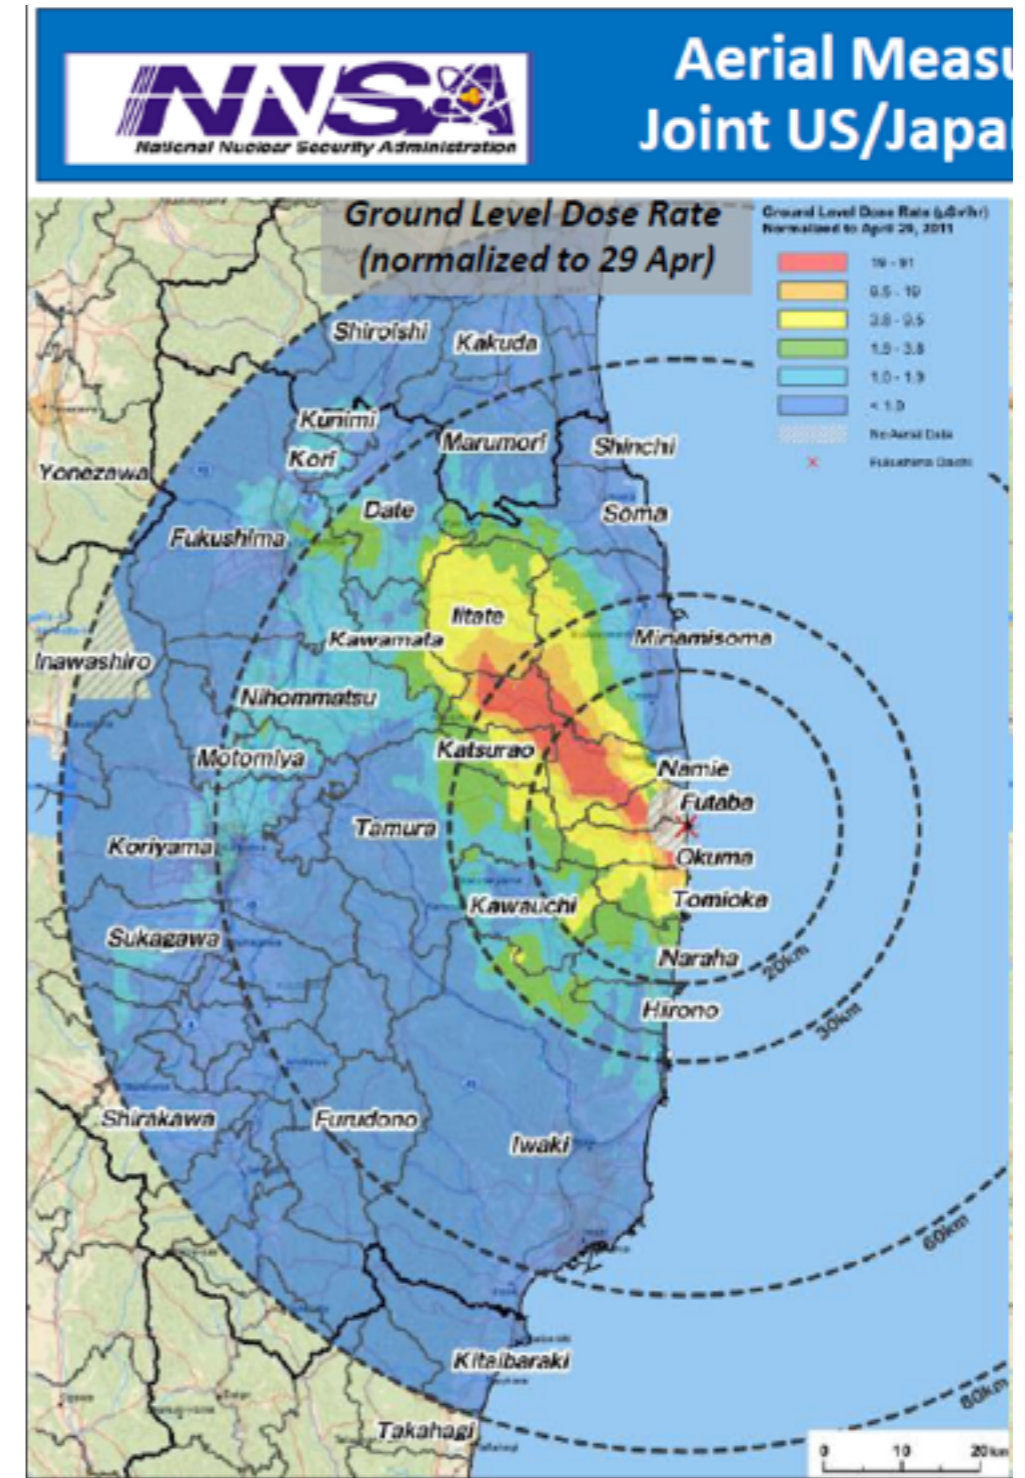 NNSA
National Nuclear Security Administration
Aerial Measu
Joint US/Japa
Ground Level Dose Rate
(normalized to 29 Apr)
Ground Level Dose Rate (μSv/hr)
Normalized to April 29, 2011
19 - 91
9.5 - 19
3.8 - 9.5
1.9 - 3.8
1.0 - 1.9
< 1.0
No Aerial Data
Fukushima Daiichi
Shiroishi
Kakuda
Kunimi
Marumori
Shinchi
Kori
Yonezawa
Date
Soma
Fukushima
Iitate
Kawamata
Minamisoma
Inawashiro
Nihommatsu
Katsurao
Motomiya
Namie
Futaba
Tamura
Koriyama
Okuma
Tomioka
Kawauchi
Sukagawa
Naraha
20km
Hirono
30km
Shirakawa
Furudono
Iwaki
60km
Kitaibaraki
80km
Takahagi
0 10 20 km